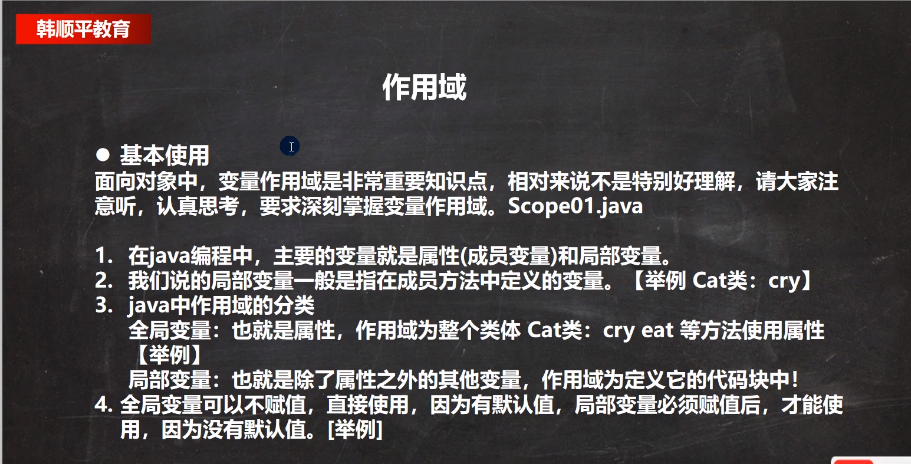 韩顺平教育
作用域
● 基本使用
面向对象中，变量作用域是非常重要知识点，相对来说不是特别好理解，请大家注
意听，认真思考，要求深刻掌握变量作用域。Scope01.java
1. 在java编程中，主要的变量就是属性(成员变量)和局部变量。
2. 我们说的局部变量一般是指在成员方法中定义的变量。【举例 Cat类：cry】
3. java中作用域的分类
全局变量：也就是属性，作用域为整个类体 Cat类：cry eat 等方法使用属性
【举例】
局部变量：也就是除了属性之外的其他变量，作用域为定义它的代码块中！
4. 全局变量可以不赋值，直接使用，因为有默认值，局部变量必须赋值后，才能使
用，因为没有默认值。[举例]